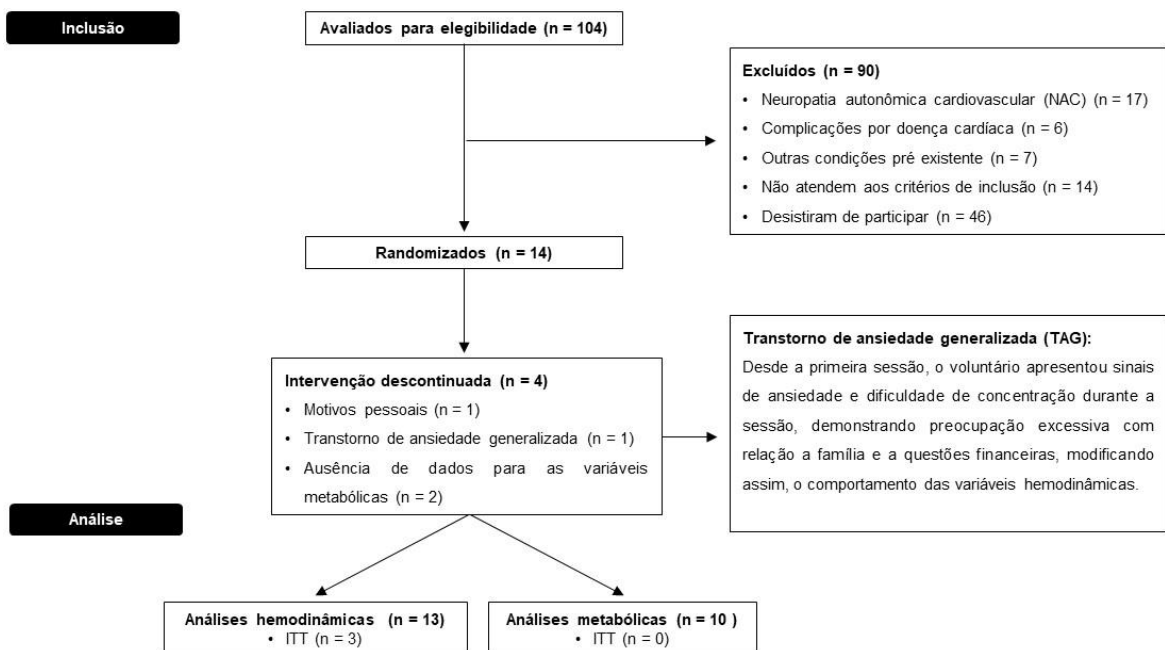 Inclusão
Avaliados para elegibilidade (n = 104)
Excluídos (n = 90)
• Neuropatia autonômica cardiovascular (NAC) (n = 17)
• Complicações por doença cardíaca (n = 6)
• Outras condições pré existente (n = 7)
• Não atendem aos critérios de inclusão (n = 14)
• Desistiram de participar (n = 46)
Randomizados (n = 14)
Intervenção descontinuada (n = 4)
• Motivos pessoais (n = 1)
• Transtorno de ansiedade generalizada (n = 1)
• Ausência de dados para as variáveis
metabólicas (n = 2)
Transtorno de ansiedade generalizada (TAG):
Desde a primeira sessão, o voluntário apresentou sinais
de ansiedade e dificuldade de concentração durante a
sessão, demonstrando preocupação excessiva com
relação a família e a questões financeiras, modificando
assim, o comportamento das variáveis hemodinâmicas.
Análise
Análises hemodinâmicas (n = 13)
• ITT (n = 3)
Análises metabólicas (n = 10 )
• ITT (n = 0)